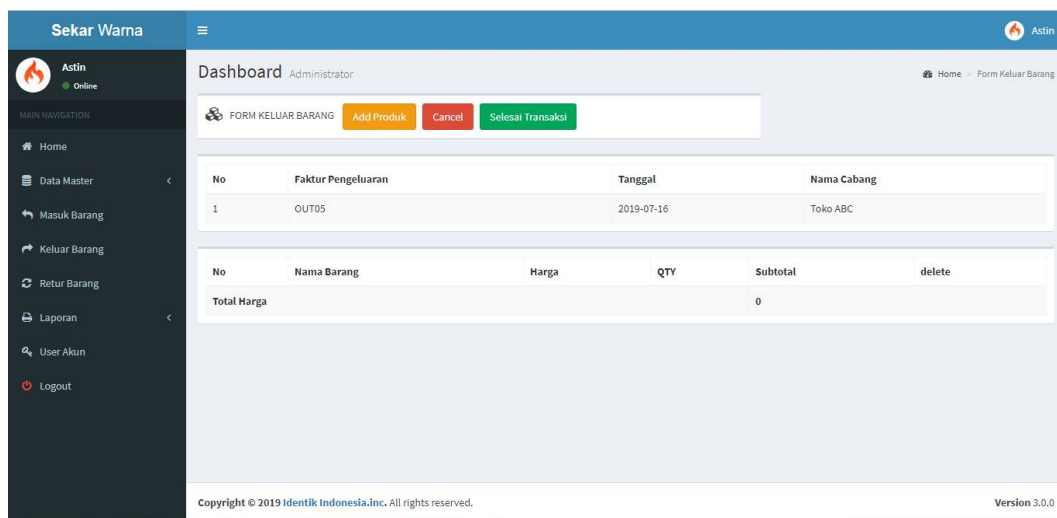 Sekar Warna
Astin
Astin
Online
Dashboard Administrator
Home > Form Keluar Barang
MAIN NAVIGATION
FORM KELUAR BARANG Add Produk Cancel Selesai Transaksi
Home
Data Master
Masuk Barang
Keluar Barang
Retur Barang
Laporan
User Akun
Logout
No Faktur Pengeluaran Tanggal Nama Cabang
1 OUT05 2019-07-16 Toko ABC
No Nama Barang Harga QTY Subtotal delete
Total Harga 0
Copyright © 2019 Identik Indonesia.inc. All rights reserved.
Version 3.0.0